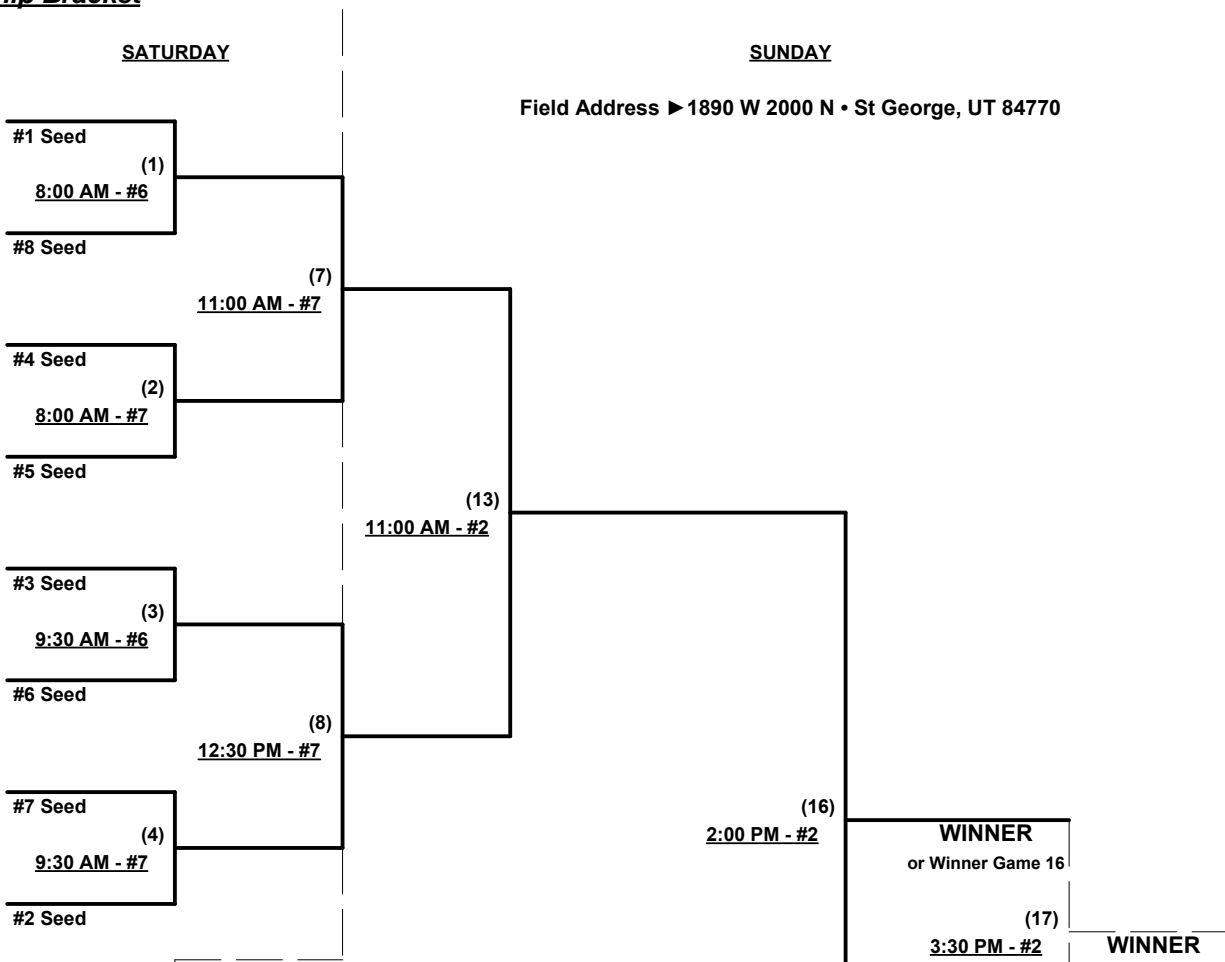 Bracket
SATURDAY
SUNDAY
Field Address ►1890 W 2000 N • St George, UT 84770
#1 Seed
(1)
8:00 AM - #6
#8 Seed
(7)
11:00 AM - #7
#4 Seed
(2)
8:00 AM - #7
#5 Seed
(13)
11:00 AM - #2
#3 Seed
(3)
9:30 AM - #6
#6 Seed
(8)
12:30 PM - #7
#7 Seed
(4)
9:30 AM - #7
#2 Seed
(16)
2:00 PM - #2
WINNER
or Winner Game 16
(17)
3:30 PM - #2
WINNER